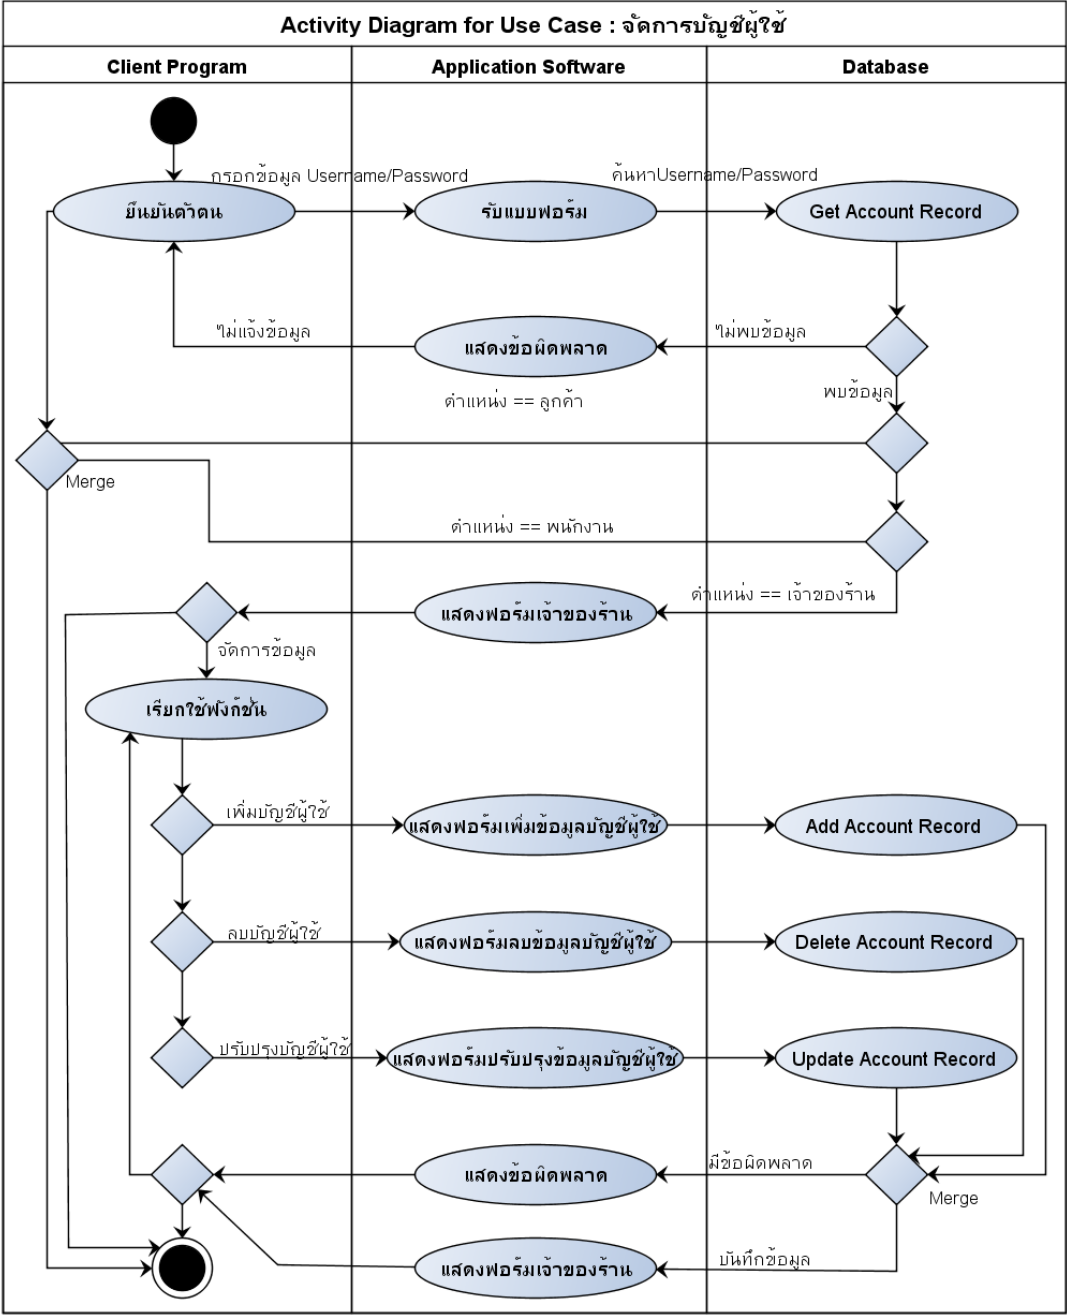 Activity Diagram for Use Case : จัดการบัญชีผู้ใช้
Client Program
Application Software
Database
กรอกข้อมูล Username/Password
ค้นหาUsername/Password
ยืนยันตัวตน
รับแบบฟอร์ม
Get Account Record
ไม่แจ้งข้อมูล
แสดงข้อผิดพลาด
ไม่พบข้อมูล
พบข้อมูล
ตำแหน่ง == ลูกค้า
Merge
ตำแหน่ง == พนักงาน
ตำแหน่ง == เจ้าของร้าน
แสดงฟอร์มเจ้าของร้าน
จัดการข้อมูล
เรียกใช้ฟังก์ชั่น
เพิ่มบัญชีผู้ใช้
แสดงฟอร์มเพิ่มข้อมูลบัญชีผู้ใช้
Add Account Record
ลบบัญชีผู้ใช้
แสดงฟอร์มลบข้อมูลบัญชีผู้ใช้
Delete Account Record
ปรับปรุงบัญชีผู้ใช้
แสดงฟอร์มปรับปรุงข้อมูลบัญชีผู้ใช้
Update Account Record
แสดงข้อผิดพลาด
มีข้อผิดพลาด
Merge
แสดงฟอร์มเจ้าของร้าน
บันทึกข้อมูล